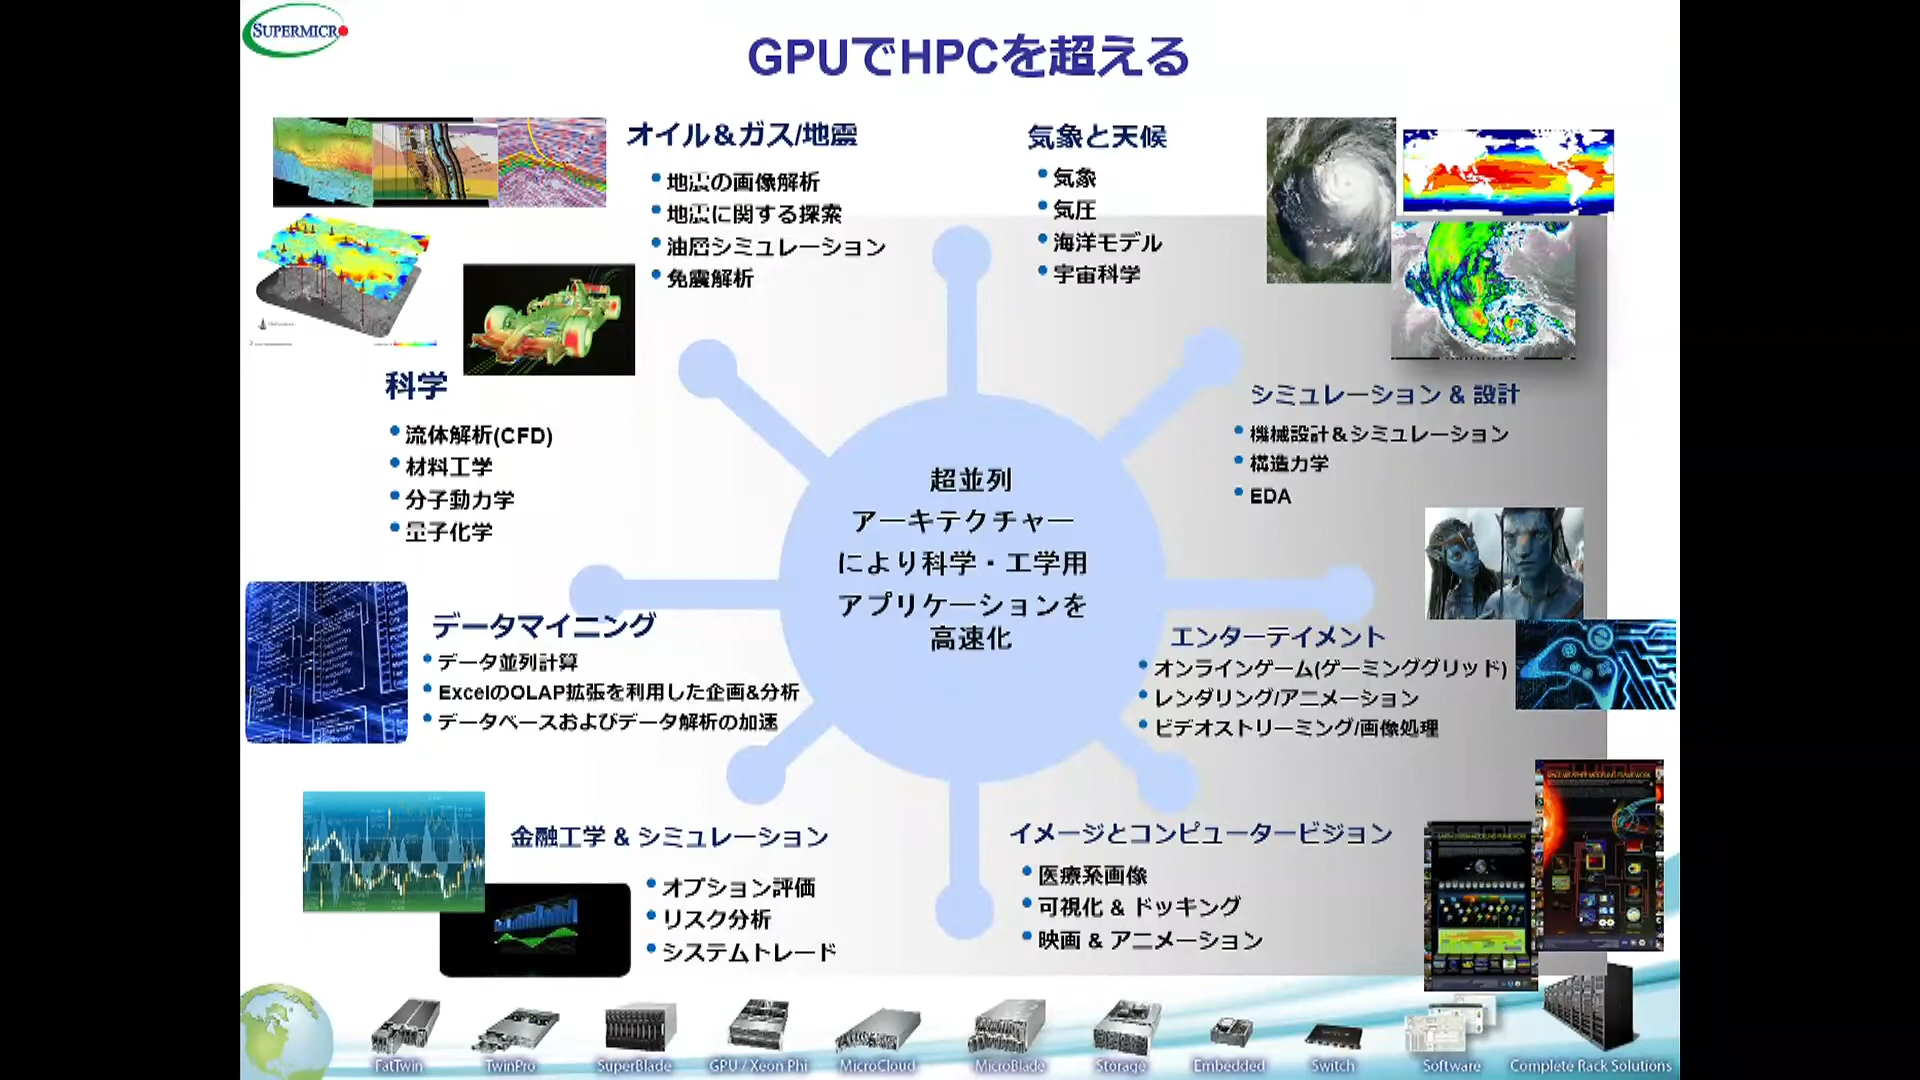 SUPERMICR
GPUでHPCを超える
オイル＆ガス/地震
地震の画像解析
地震に関する探索
油層シミュレーション
免震解析
気象と天候
気象
気圧
海洋モデル
宇宙科学
科学
流体解析(CFD)
材料工学
分子動力学
量子化学
シミュレーション & 設計
機械設計＆シミュレーション
構造力学
EDA
超並列
アーキテクチャー
により科学・工学用
アプリケーションを
高速化
データマイニング
データ並列計算
ExcelのOLAP拡張を利用した企画&分析
データベースおよびデータ解析の加速
エンターテイメント
オンラインゲーム(ゲーミンググリッド)
レンダリング/アニメーション
ビデオストリーミング/画像処理
金融工学 & シミュレーション
オプション評価
リスク分析
システムトレード
イメージとコンピュータービジョン
医療系画像
可視化 & ドッキング
映画 & アニメーション
SPACE WEATHER MODELING FRAMEWORK
FatTwin
TwinPro
SuperBlade
GPU / Xeon Phi
MicroCloud
MicroBlade
Storage
Embedded
Switch
Software
Complete Rack Solutions